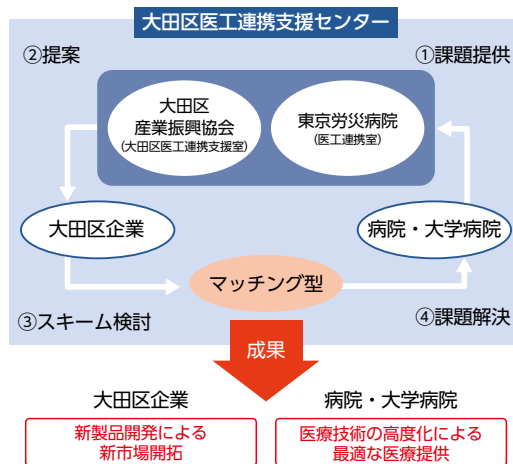 大田区医工連携支援センター
②提案
①課題提供
大田区
産業振興協会
(大田区医工連携支援室)
東京労災病院
(医工連携室)
大田区企業
病院・大学病院
マッチング型
③スキーム検討
④課題解決
成果
大田区企業
新製品開発による
新市場開拓
病院・大学病院
医療技術の高度化による
最適な医療提供